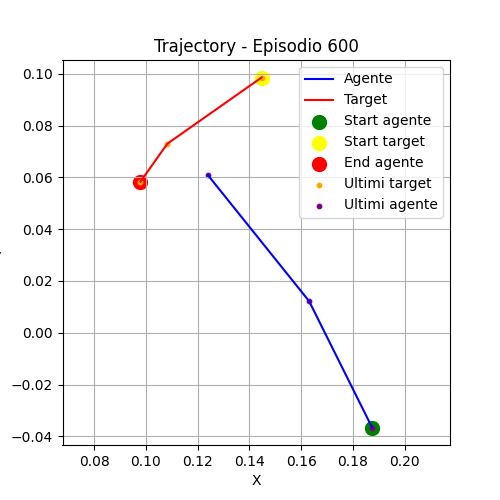 Trajectory - Episodio 600
Agente
Target
Start agente
Start target
End agente
Ultimi target
Ultimi agente
0.10
0.08
0.06
0.04
0.02
0.00
−0.02
−0.04
0.08
0.10
0.12
0.14
0.16
0.18
0.20
X